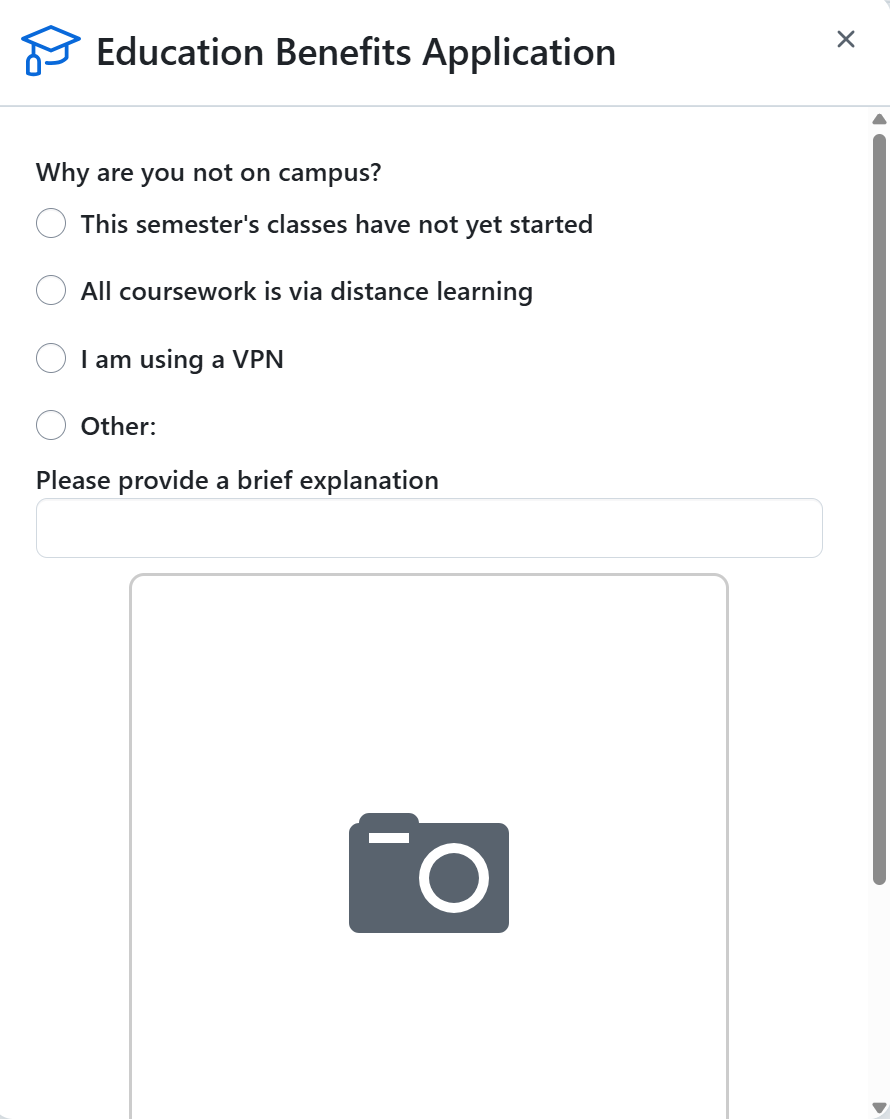 Education Benefits Application
Why are you not on campus?
This semester's classes have not yet started
All coursework is via distance learning
I am using a VPN
Other:
Please provide a brief explanation